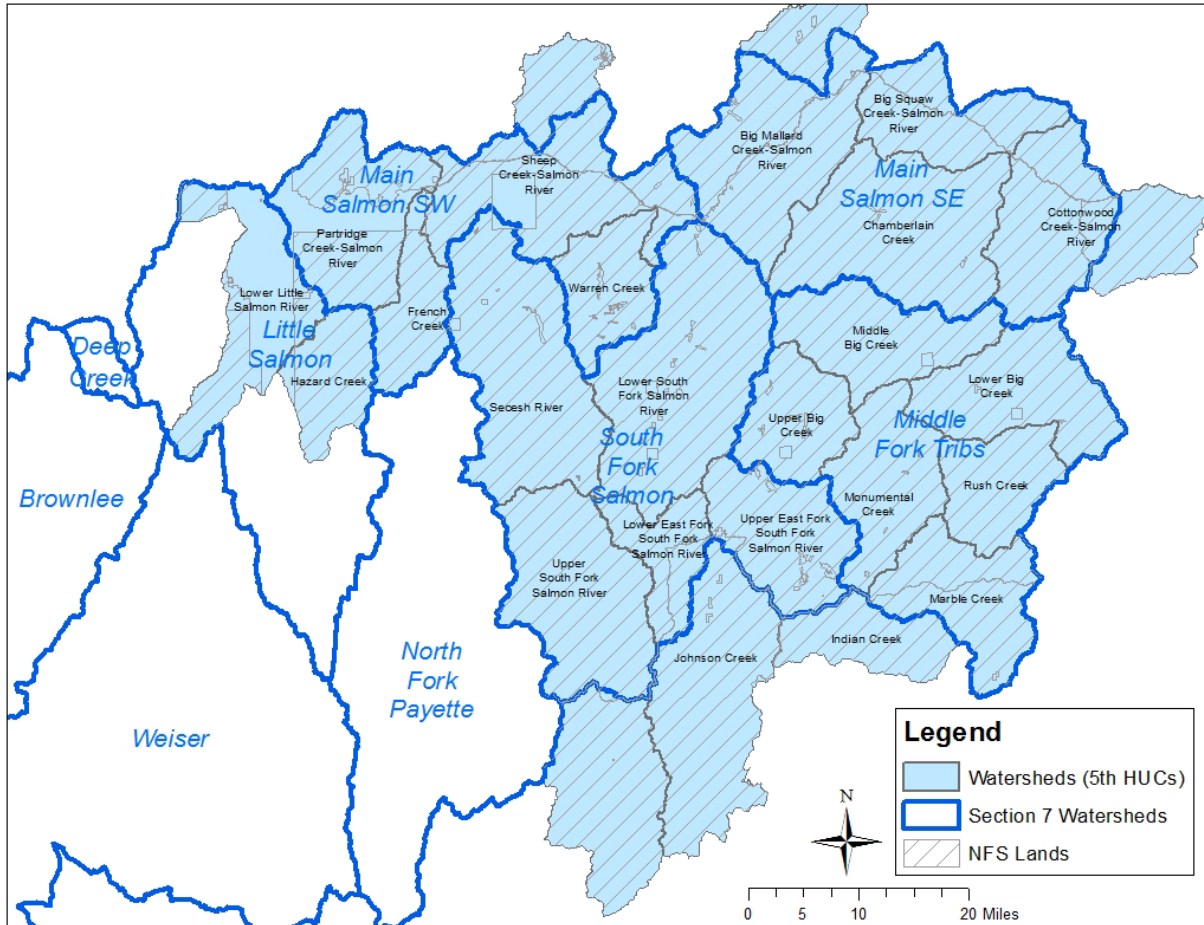 Big Squaw
Creek-Salmon
River
Big Mallard
Creek-Salmon
River
Sheep
Creek-Salmon
River
Main
Salmon SW
Main
Salmon SE
Chamberlain
Creek
Cottonwood
Creek-Salmon
River
Partridge
Creek-Salmon
River
Warren Creek
Lower Little
Salmon River
Little
Salmon
French
Creek
Hazard Creek
Deep
Creek
Middle
Big Creek
Lower Big
Creek
Secesh River
Lower South
Fork Salmon
River
Upper Big
Creek
Middle
Fork Tribs
South
Fork
Salmon
Rush Creek
Monumental
Creek
Brownlee
Lower East Fork
South Fork
Salmon River
Upper East Fork
South Fork
Salmon River
Upper
South Fork
Salmon River
Marble Creek
Indian Creek
Johnson Creek
North
Fork
Payette
Weiser
Legend
Watersheds (5th HUCs)
Section 7 Watersheds
NFS Lands
N
0 5 10 20 Miles